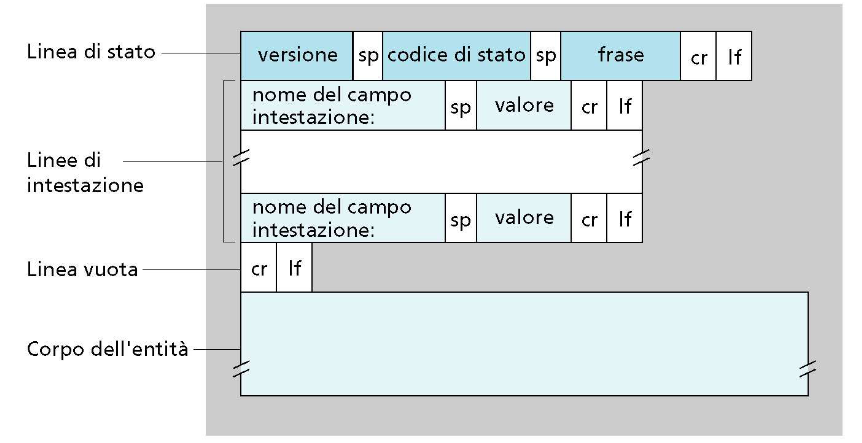 Linea di stato
versione sp codice di stato sp frase cr lf
nome del campo
intestazione: sp valore cr lf
Linee di
intestazione
nome del campo
intestazione: sp valore cr lf
Linea vuota
cr lf
Corpo dell'entità